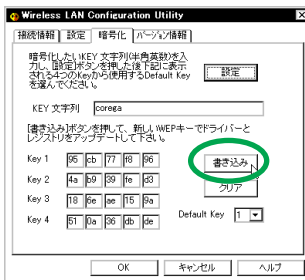 Wireless LAN Configuration Utility
接続情報 設定 暗号化 バージョン情報
暗号化したいKEY 文字列(半角英数)を入
力し、[設定]ボタンを押した後下記に表示
される4つのKeyから使用するDefault Key
を選んでください。
設定
KEY 文字列 corega
[書き込み]ボタンを押して、新しいWEPキーでドライバーと
レジストリをアップデートして下さい。
Key 1 95 cb 77 f8 96
書き込み
Key 2 4a b9 39 fe d3
クリア
Key 3 18 6e ae 15 9a
Key 4 51 0a 36 db de
Default Key 1
OK キャンセル ヘルプ